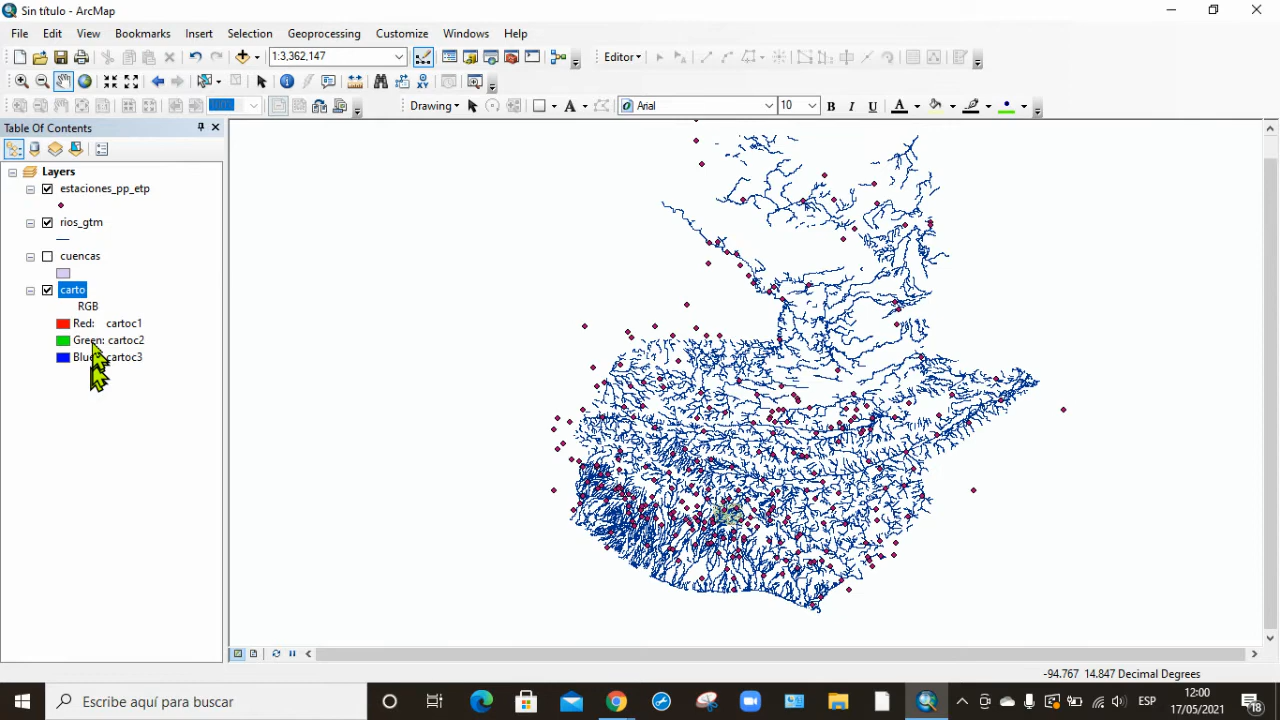 Sin título - ArcMap
File Edit View Bookmarks Insert Selection Geoprocessing Customize Windows Help
1:3,362,147 Editor
100%
Drawing Arial 10 B I U A
Table Of Contents
Layers
estaciones_pp_etp
rios_gtm
cuencas
carto
RGB
Red: cartoc1
Green: cartoc2
cartoc3
-94.767 14.847 Decimal Degrees
Escribe aquí para buscar
ESP
12:00
17/05/2021
18